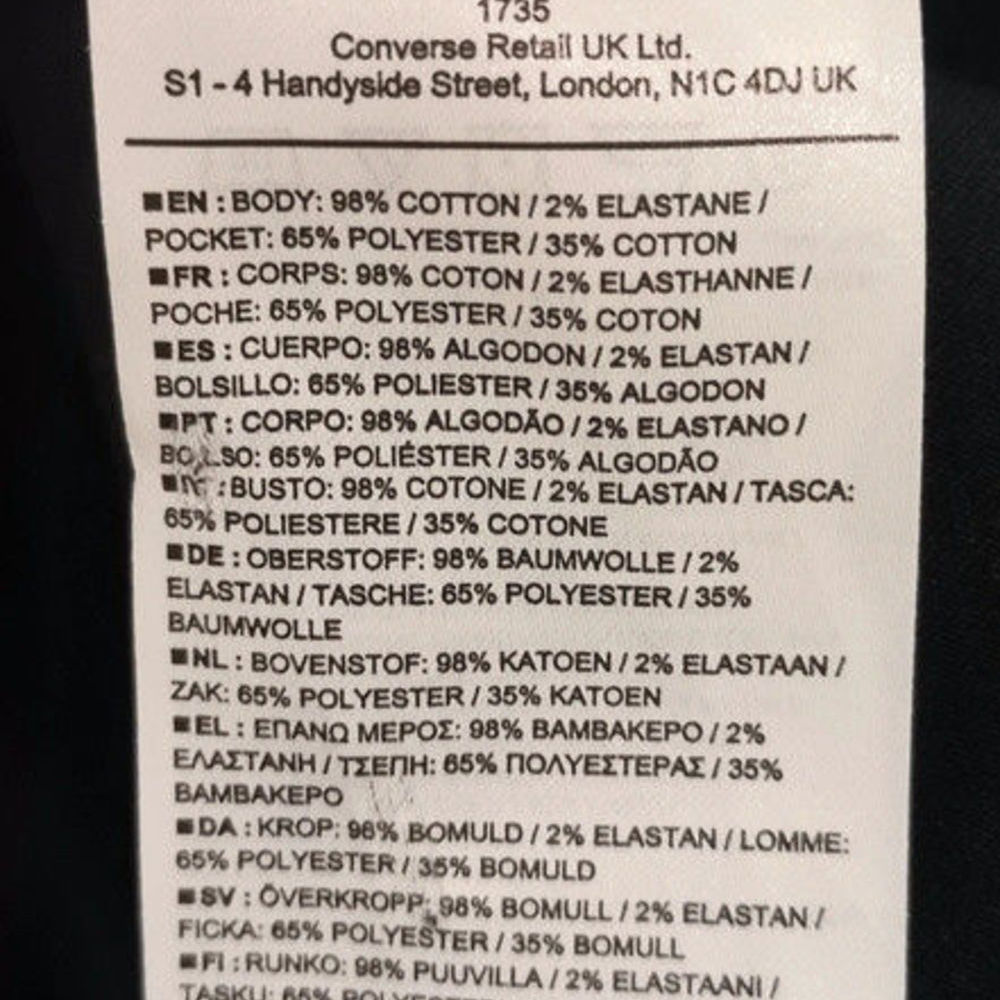 1735
Converse Retail UK Ltd.
S1 - 4 Handyside Street, London, N1C 4DJ UK
■EN : BODY: 98% COTTON / 2% ELASTANE /
POCKET: 65% POLYESTER / 35% COTTON
■FR : CORPS: 98% COTON / 2% ELASTHANNE /
POCHE: 65% POLYESTER / 35% COTON
■ES : CUERPO: 98% ALGODON / 2% ELASTAN /
BOLSILLO: 65% POLIESTER / 35% ALGODON
■PT : CORPO: 98% ALGODÃO / 2% ELASTANO /
BOLSO: 65% POLIÉSTER / 35% ALGODÃO
■IT : BUSTO: 98% COTONE / 2% ELASTAN / TASCA:
65% POLIESTERE / 35% COTONE
■DE : OBERSTOFF: 98% BAUMWOLLE / 2%
ELASTAN / TASCHE: 65% POLYESTER / 35%
BAUMWOLLE
■NL : BOVENSTOF: 98% KATOEN / 2% ELASTAAN /
ZAK: 65% POLYESTER / 35% KATOEN
■EL : ΕΠΑΝΩ ΜΕΡΟΣ: 98% ΒΑΜΒΑΚΕΡΟ / 2%
ΕΛΑΣΤΑΝΗ / ΤΣΕΠΗ: 65% ΠΟΛΥΕΣΤΕΡΑΣ / 35%
ΒΑΜΒΑΚΕΡΟ
■DA : KROP: 98% BOMULD / 2% ELASTAN / LOMME:
65% POLYESTER / 35% BOMULD
■SV : ÖVERKROPP: 98% BOMULL / 2% ELASTAN /
FICKA: 65% POLYESTER / 35% BOMULL
■FI : RUNKO: 98% PUUVILLA / 2% ELASTAANI /
TASKU: 65% POLYESTER